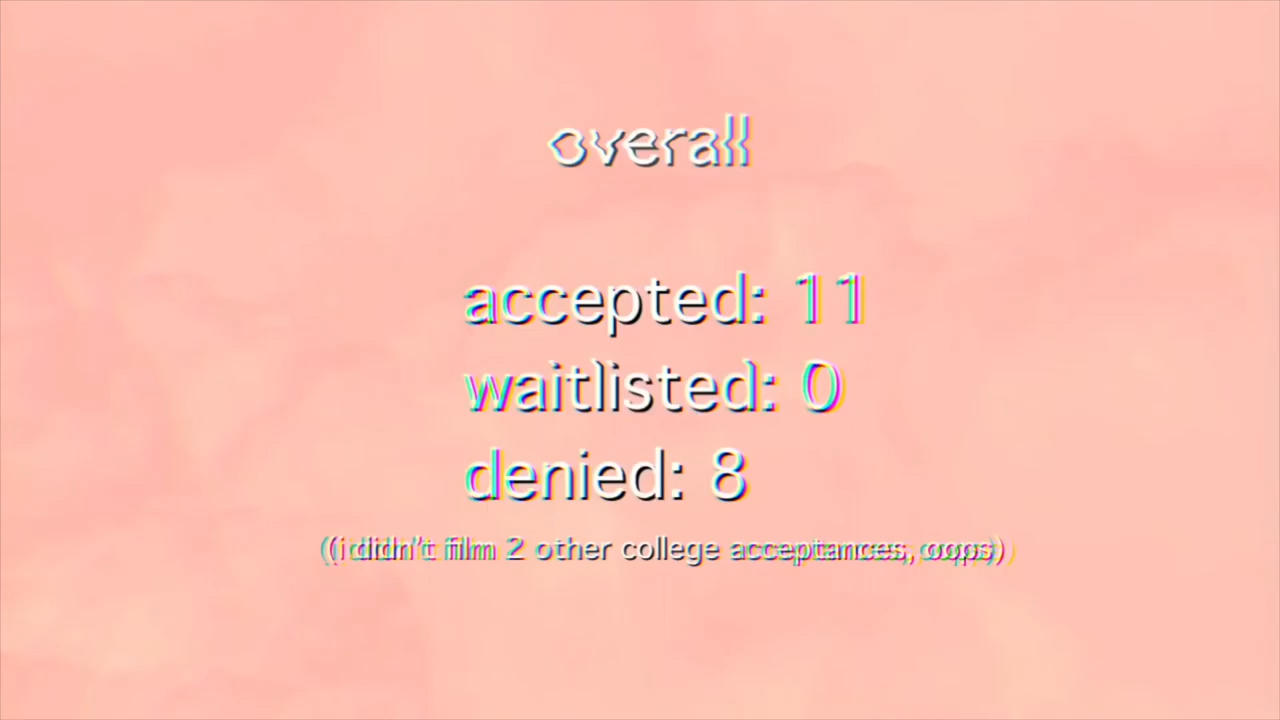 overall
accepted: 11
waitlisted: 0
denied: 8
((i didn't film 2 other college acceptances, oops))